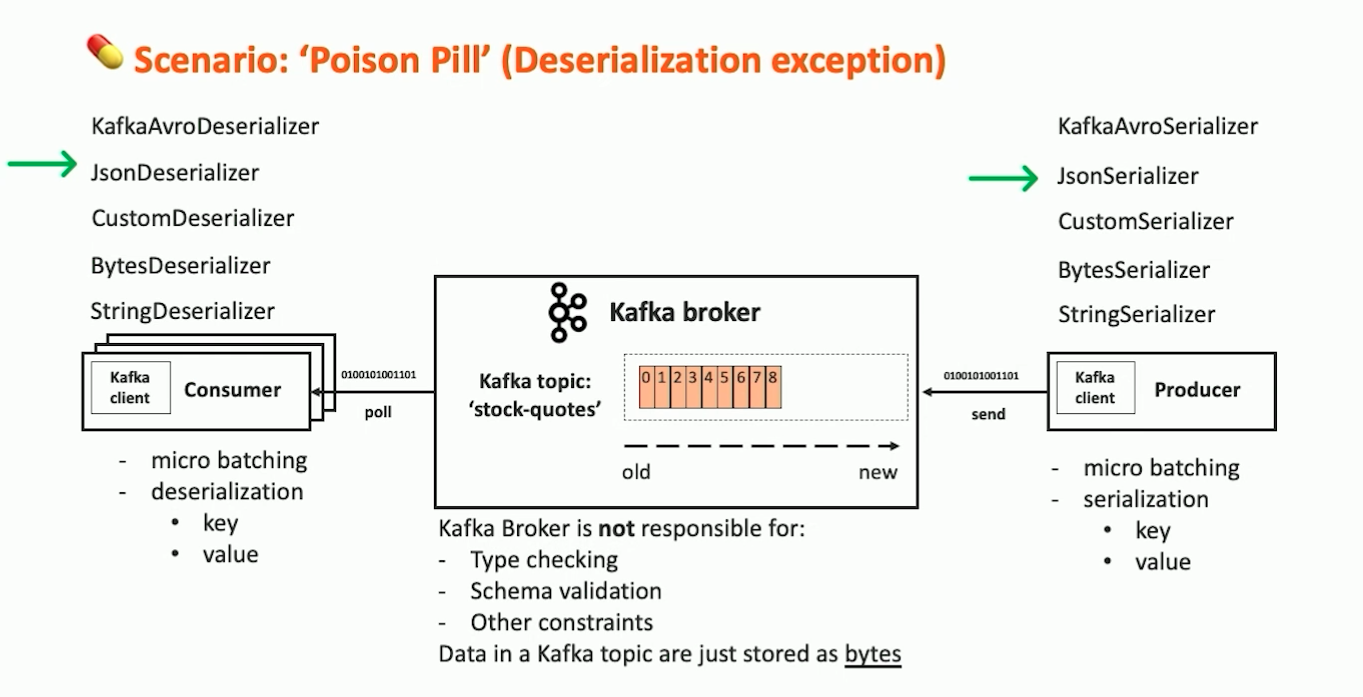 Scenario: ‘Poison Pill’ (Deserialization exception)
KafkaAvroDeserializer
JsonDeserializer
CustomDeserializer
BytesDeserializer
StringDeserializer
KafkaAvroSerializer
JsonSerializer
CustomSerializer
BytesSerializer
StringSerializer
Kafka
client
Consumer
0100101001101
poll
Kafka broker
Kafka topic:
‘stock-quotes’
0 1 2 3 4 5 6 7 8
old
new
0100101001101
send
Kafka
client
Producer
- micro batching
- deserialization
• key
• value
Kafka Broker is not responsible for:
- Type checking
- Schema validation
- Other constraints
Data in a Kafka topic are just stored as bytes
- micro batching
- serialization
• key
• value